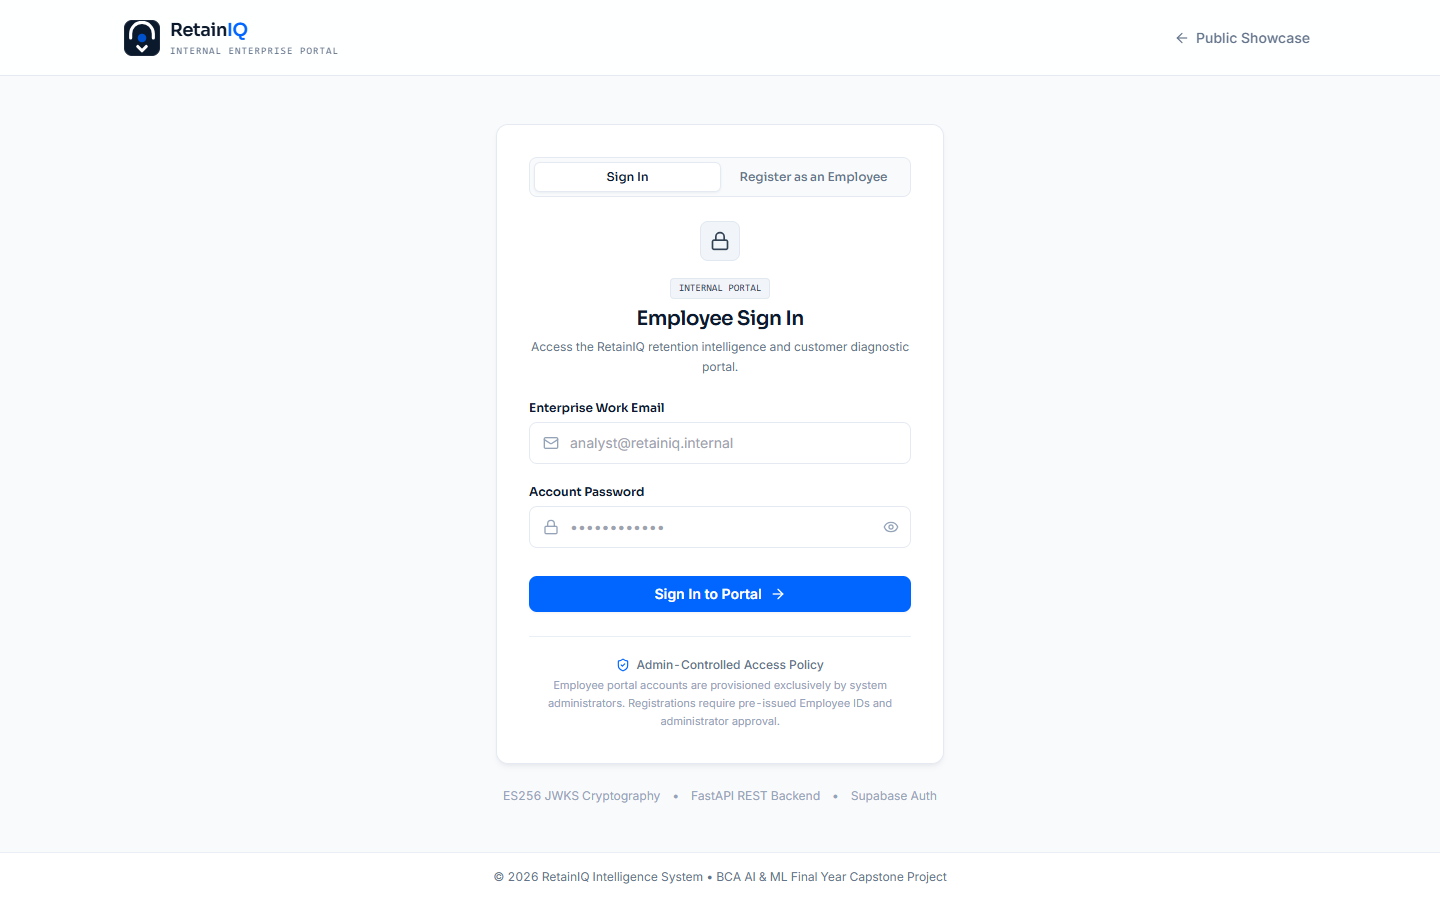 RetainIQ
INTERNAL ENTERPRISE PORTAL
Public Showcase
Sign In
Register as an Employee
INTERNAL PORTAL
Employee Sign In
Access the RetainIQ retention intelligence and customer diagnostic
portal.
Enterprise Work Email
analyst@retainiq.internal
Account Password
••••••••••••
Sign In to Portal
Admin-Controlled Access Policy
Employee portal accounts are provisioned exclusively by system
administrators. Registrations require pre-issued Employee IDs and
administrator approval.
ES256 JWKS Cryptography • FastAPI REST Backend • Supabase Auth
© 2026 RetainIQ Intelligence System • BCA AI & ML Final Year Capstone Project